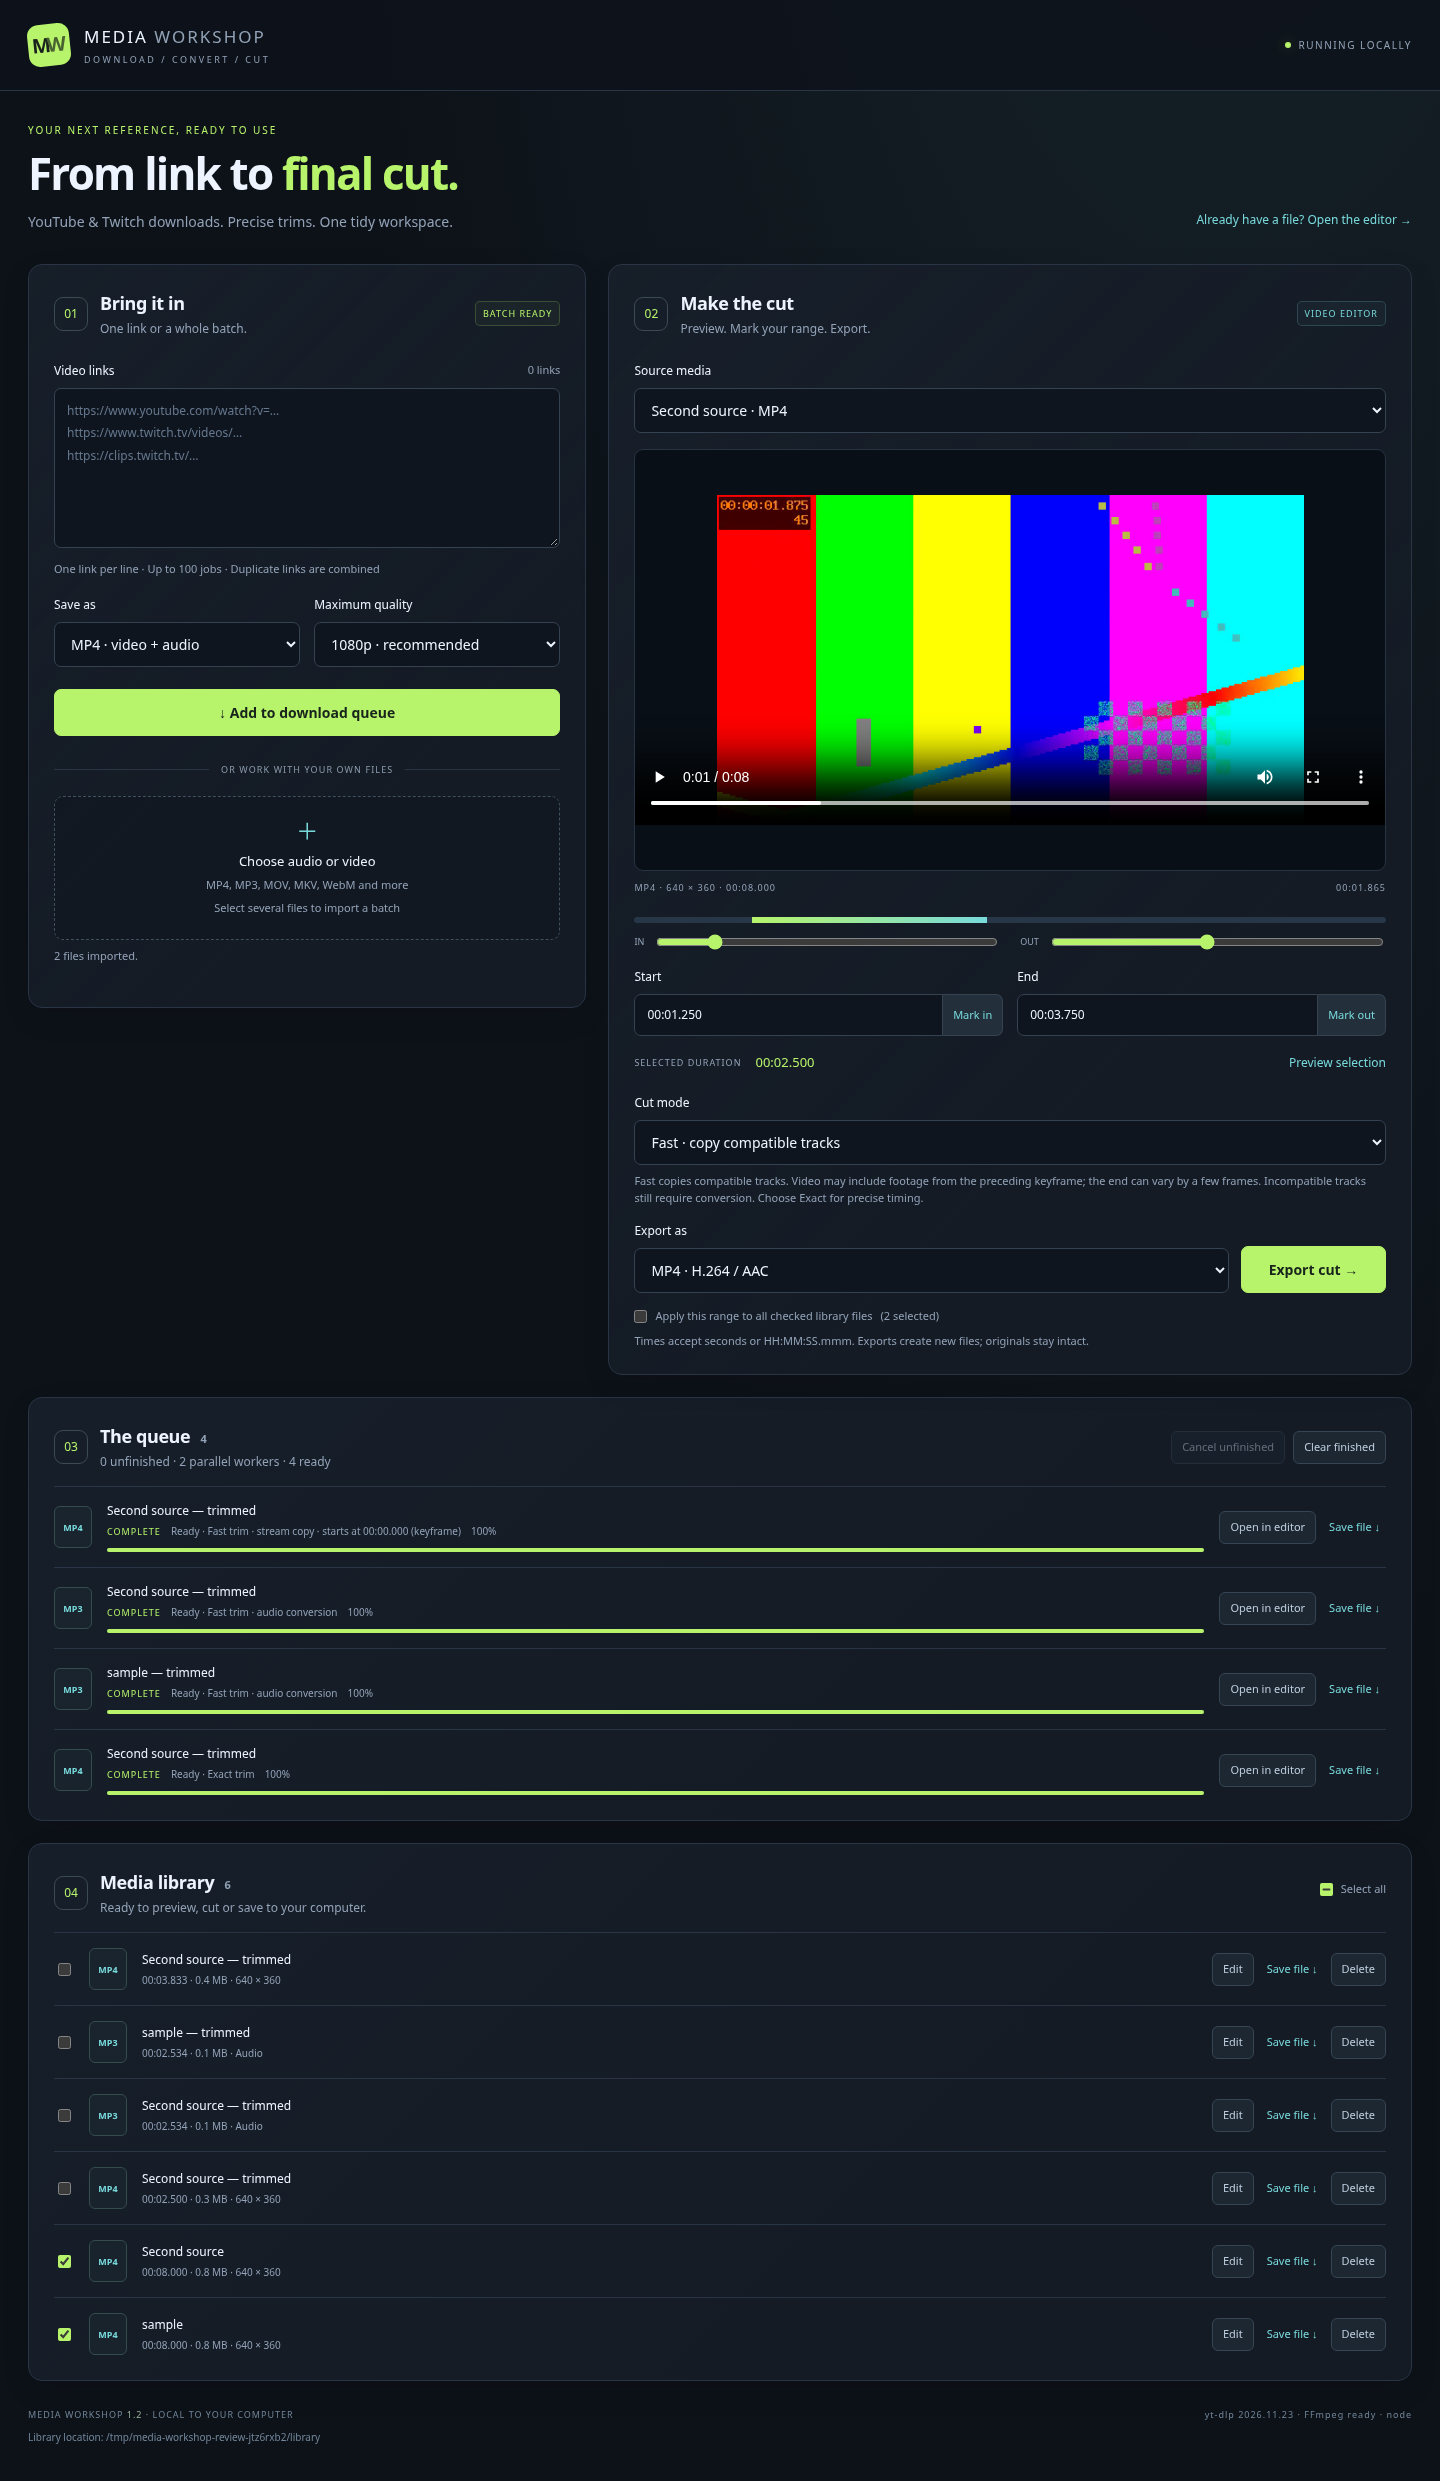 MW
MEDIA WORKSHOP
DOWNLOAD / CONVERT / CUT
RUNNING LOCALLY
YOUR NEXT REFERENCE, READY TO USE
From link to final cut.
YouTube & Twitch downloads. Precise trims. One tidy workspace.
Already have a file? Open the editor →
01
Bring it in
One link or a whole batch.
BATCH READY
Video links
0 links
https://www.youtube.com/watch?v=...
https://www.twitch.tv/videos/...
https://clips.twitch.tv/...
One link per line · Up to 100 jobs · Duplicate links are combined
Save as
Maximum quality
MP4 · video + audio
1080p · recommended
↓ Add to download queue
OR WORK WITH YOUR OWN FILES
+
Choose audio or video
MP4, MP3, MOV, MKV, WebM and more
Select several files to import a batch
2 files imported.
02
Make the cut
Preview. Mark your range. Export.
VIDEO EDITOR
Source media
Second source · MP4
00:00:01.875
45
0:01 / 0:08
MP4 · 640 × 360 · 00:08.000
00:01.865
IN
OUT
Start
End
00:01.250
Mark in
00:03.750
Mark out
SELECTED DURATION 00:02.500
Preview selection
Cut mode
Fast · copy compatible tracks
Fast copies compatible tracks. Video may include footage from the preceding keyframe; the end can vary by a few frames. Incompatible tracks
still require conversion. Choose Exact for precise timing.
Export as
MP4 · H.264 / AAC
Export cut →
Apply this range to all checked library files (2 selected)
Times accept seconds or HH:MM:SS.mmm. Exports create new files; originals stay intact.
03
The queue 4
0 unfinished · 2 parallel workers · 4 ready
Cancel unfinished
Clear finished
MP4
Second source — trimmed
COMPLETE Ready · Fast trim · stream copy · starts at 00:00.000 (keyframe) 100%
Open in editor
Save file ↓
MP3
Second source — trimmed
COMPLETE Ready · Fast trim · audio conversion 100%
Open in editor
Save file ↓
MP3
sample — trimmed
COMPLETE Ready · Fast trim · audio conversion 100%
Open in editor
Save file ↓
MP4
Second source — trimmed
COMPLETE Ready · Exact trim 100%
Open in editor
Save file ↓
04
Media library 6
Ready to preview, cut or save to your computer.
Select all
MP4
Second source — trimmed
00:03.833 · 0.4 MB · 640 × 360
Edit
Save file ↓
Delete
MP3
sample — trimmed
00:02.534 · 0.1 MB · Audio
Edit
Save file ↓
Delete
MP3
Second source — trimmed
00:02.534 · 0.1 MB · Audio
Edit
Save file ↓
Delete
MP4
Second source — trimmed
00:02.500 · 0.3 MB · 640 × 360
Edit
Save file ↓
Delete
MP4
Second source
00:08.000 · 0.8 MB · 640 × 360
Edit
Save file ↓
Delete
MP4
sample
00:08.000 · 0.8 MB · 640 × 360
Edit
Save file ↓
Delete
MEDIA WORKSHOP 1.2 · LOCAL TO YOUR COMPUTER
yt-dlp 2026.11.23 · FFmpeg ready · node
Library location: /tmp/media-workshop-review-jtz6rxb2/library